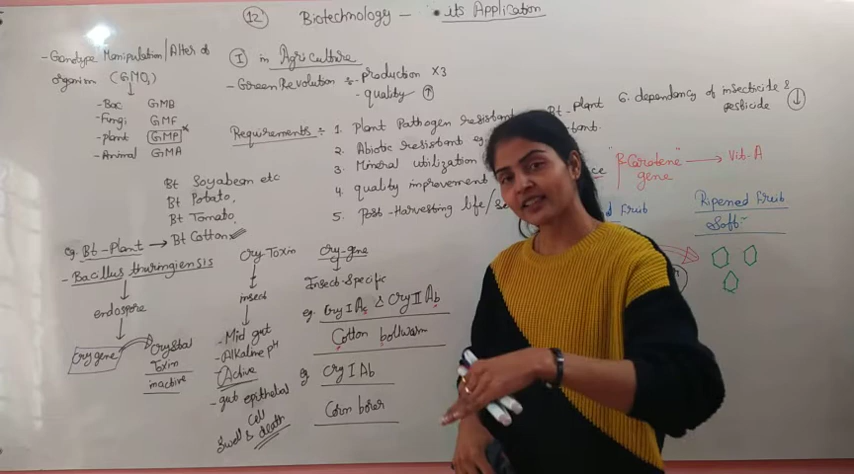 12
Biotechnology — its Application
- Genotype Manipulation / Alter of
organism (GMO)
- Bac GMB
- Fungi GMF
- plant GMP
- Animal GMA
Bt Soyabean etc
Bt Potato,
Bt Tomato,
eg. Bt-Plant → Bt Cotton
- Bacillus thuringiensis
endospore
Cry gene
Crystal
Toxin
inactive
I in Agriculture
- Green Revolution :- - production x3
- quality ↑
Requirements :- 1. Plant Pathogen resistant
Bt-Plant
2. Abiotic resistant eg.
3. Mineral utilization
4. quality improvement
5. Post-Harvesting life/
6. dependency of insecticide &
pesticide ↓
"β-Carotene" → Vit-A
gene
Fruit
Ripened Fruit
Soft
Cry Toxin
insect
- Mid gut
- Alkaline pH
(Active)
- gut epithelial
cell
swell & death
cry-gene
Insect-Specific
eg. Cry I Ac & Cry II Ab
Cotton bollworm
eg Cry I Ab
Corn borer